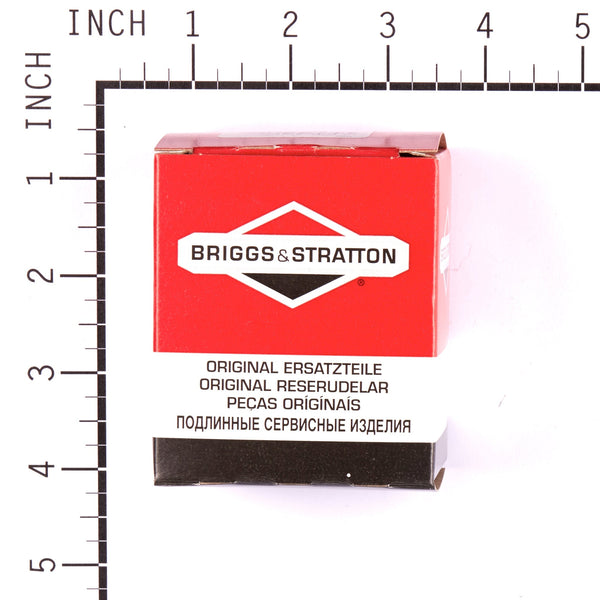 INCH 1 2 3 4 5
INCH
1
2
3
4
5
BRIGGS&STRATTON
®
ORIGINAL ERSATZTEILE
ORIGINAL RESERUDELAR
PEÇAS ORÍGÍNAÍS
ПОДЛИННЫЕ СЕРВИСНЫЕ ИЗДЕЛИЯ